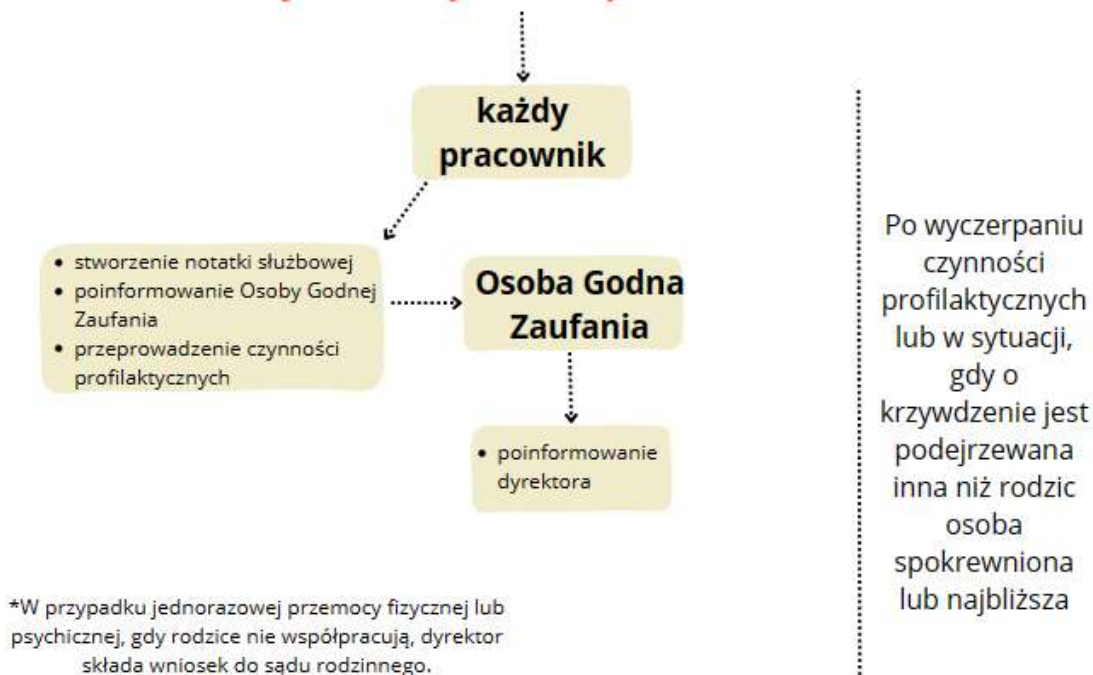 każdy
pracownik
• stworzenie notatki służbowej
• poinformowanie Osoby Godnej
Zaufania
• przeprowadzenie czynności
profilaktycznych
Osoba Godna
Zaufania
• poinformowanie
dyrektora
*W przypadku jednorazowej przemocy fizycznej lub
psychicznej, gdy rodzice nie współpracują, dyrektor
składa wniosek do sądu rodzinnego.
Po wyczerpaniu
czynności
profilaktycznych
lub w sytuacji,
gdy o
krzywdzenie jest
podejrzewana
inna niż rodzic
osoba
spokrewniona
lub najbliższa